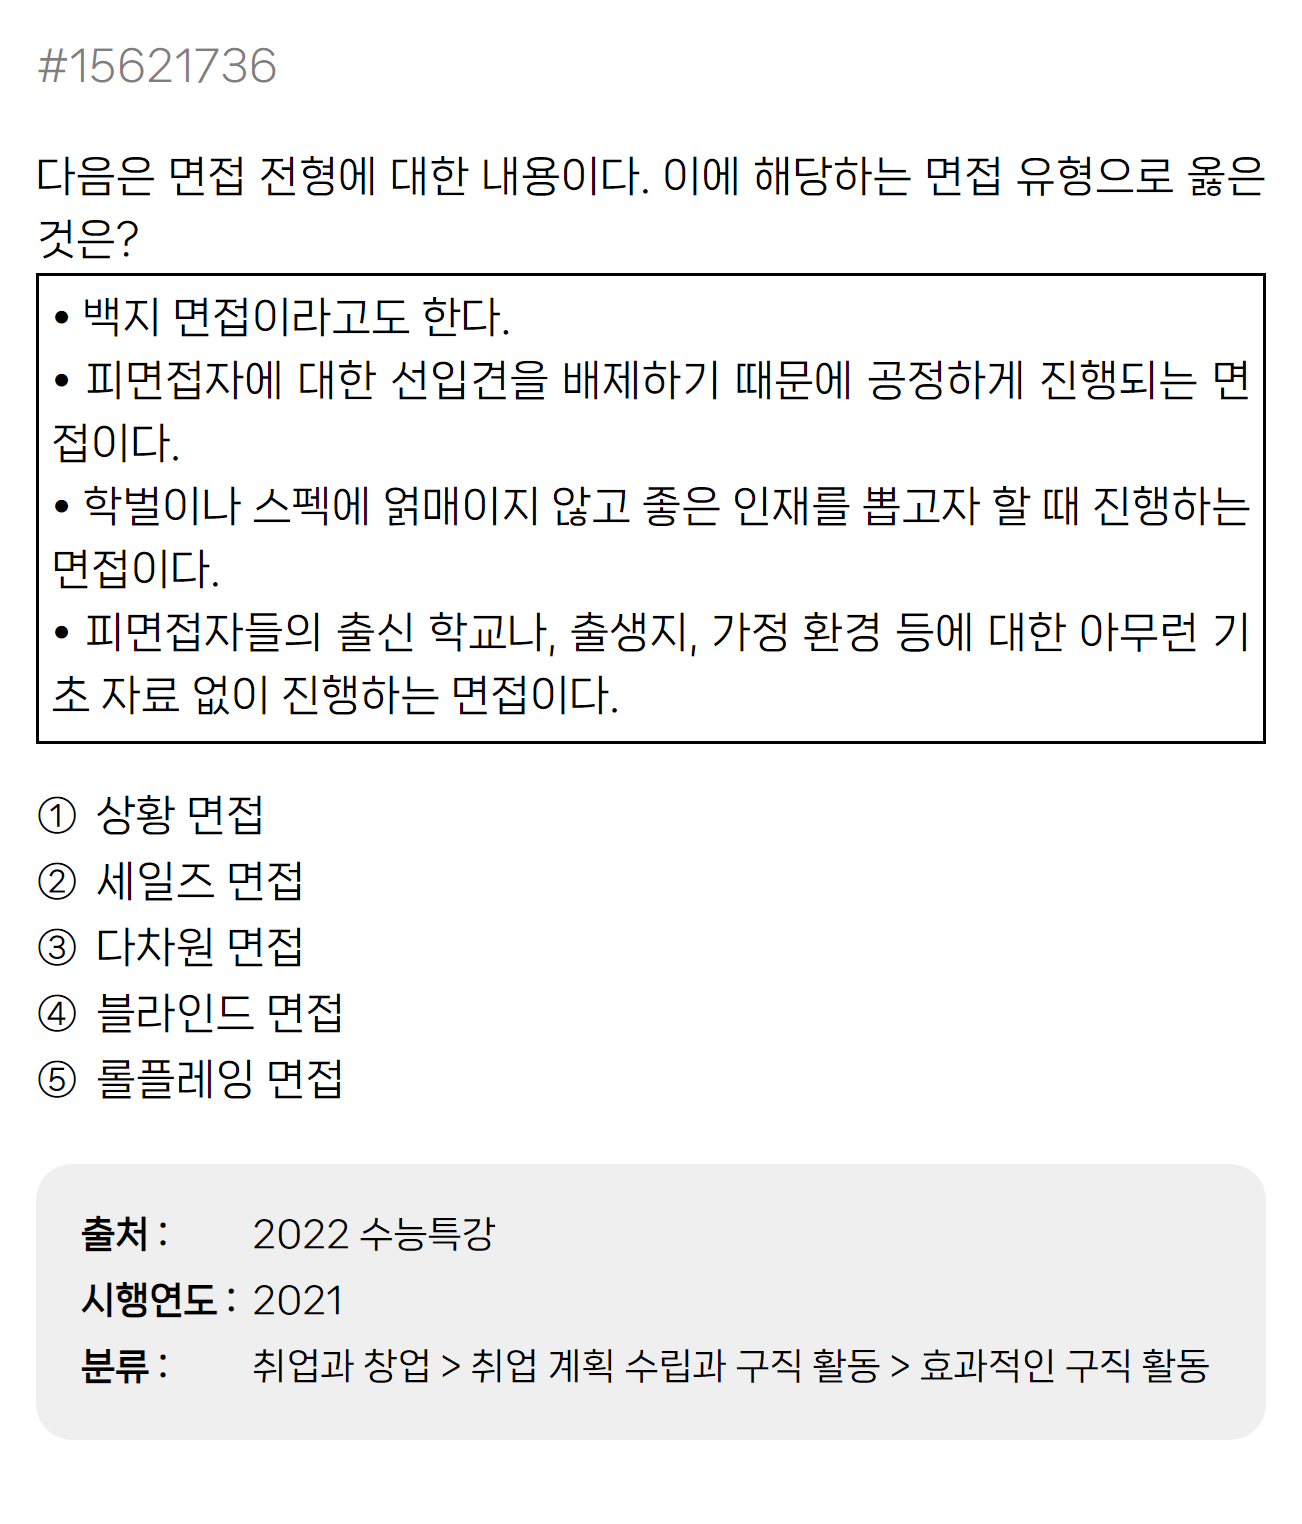 #15621736
다음은 면접 전형에 대한 내용이다. 이에 해당하는 면접 유형으로 옳은
것은?
• 백지 면접이라고도 한다.
• 피면접자에 대한 선입견을 배제하기 때문에 공정하게 진행되는 면
접이다.
• 학벌이나 스펙에 얽매이지 않고 좋은 인재를 뽑고자 할 때 진행하는
면접이다.
• 피면접자들의 출신 학교나, 출생지, 가정 환경 등에 대한 아무런 기
초 자료 없이 진행하는 면접이다.
① 상황 면접
② 세일즈 면접
③ 다차원 면접
④ 블라인드 면접
⑤ 롤플레잉 면접
출처 : 2022 수능특강
시행연도 : 2021
분류 : 취업과 창업 > 취업 계획 수립과 구직 활동 > 효과적인 구직 활동